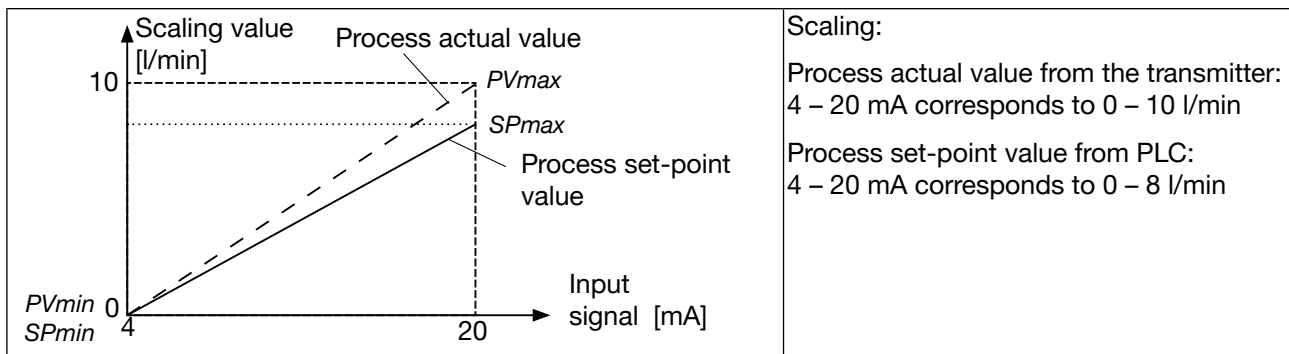 Scaling value
[l/min]
Process actual value
10
PVmax
SPmax
Process set-point
value
Input
signal [mA]
PVmin
SPmin
0
4
20
Scaling:
Process actual value from the transmitter:
4 – 20 mA corresponds to 0 – 10 l/min
Process set-point value from PLC:
4 – 20 mA corresponds to 0 – 8 l/min